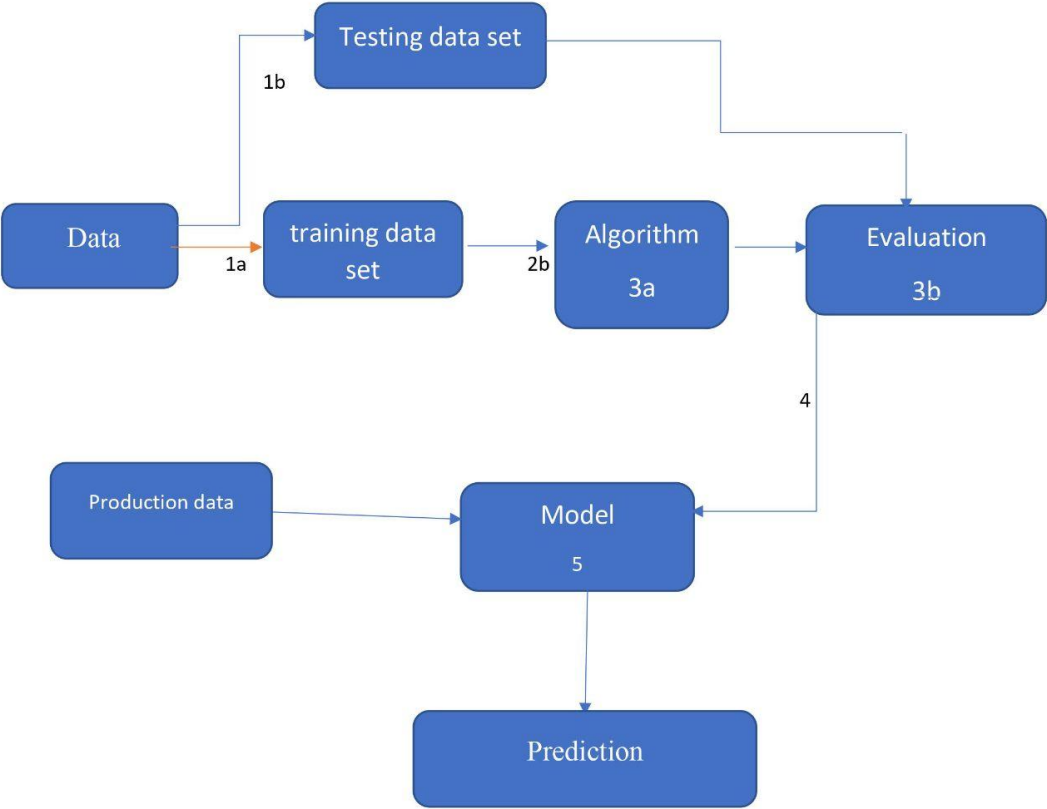 Testing data set
1b
Data
1a
training data
set
2b
Algorithm
3a
Evaluation
3b
4
Production data
Model
5
Prediction